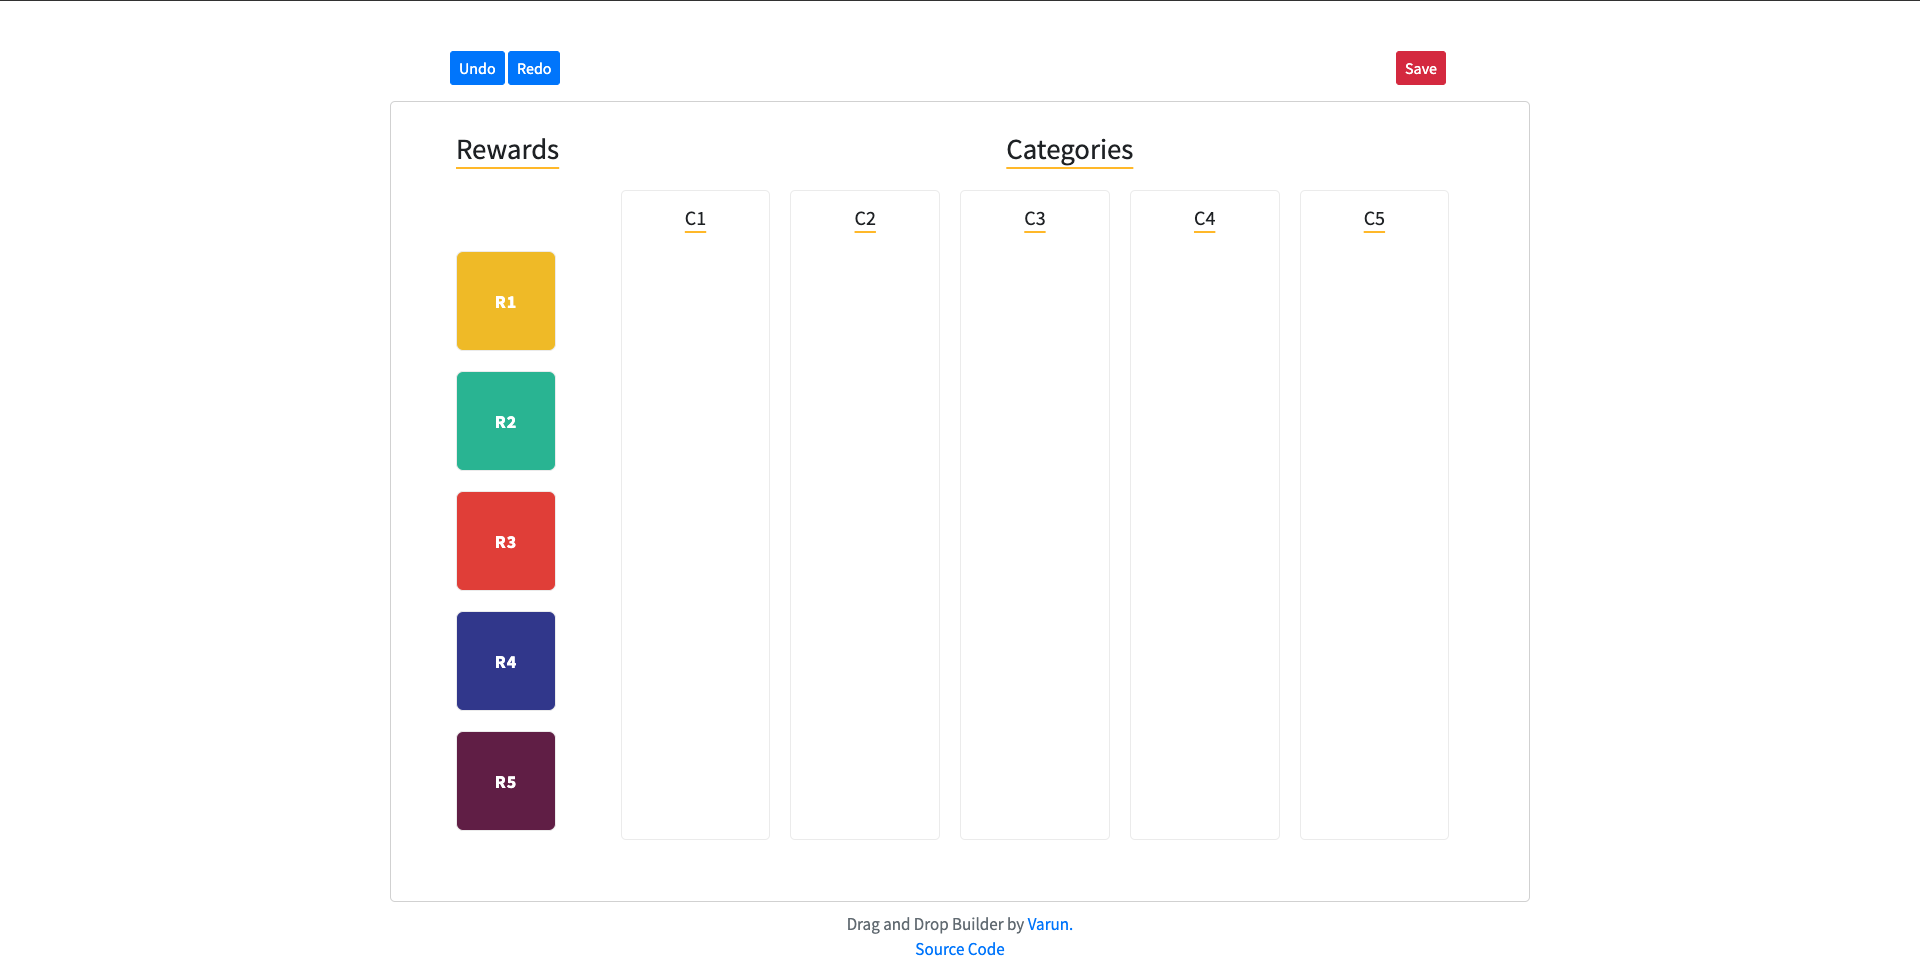 Undo Redo Save
Rewards Categories
C1 C2 C3 C4 C5
R1
R2
R3
R4
R5
Drag and Drop Builder by Varun.
Source Code